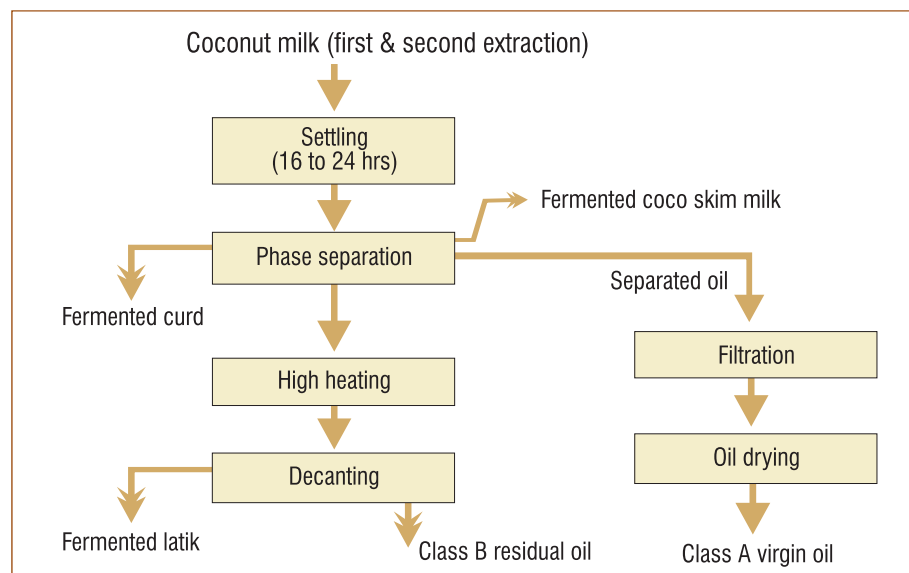 Coconut milk (first & second extraction)
Settling
(16 to 24 hrs)
Fermented coco skim milk
Phase separation
Separated oil
Fermented curd
Filtration
High heating
Oil drying
Decanting
Fermented latik
Class B residual oil
Class A virgin oil